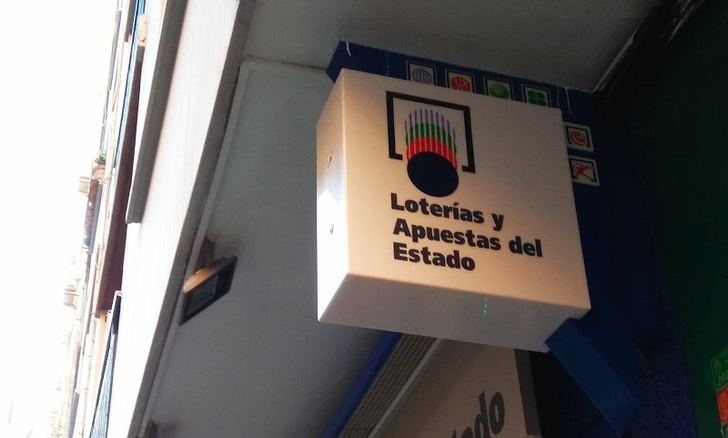 Loterías y
Apuestas del
Estado